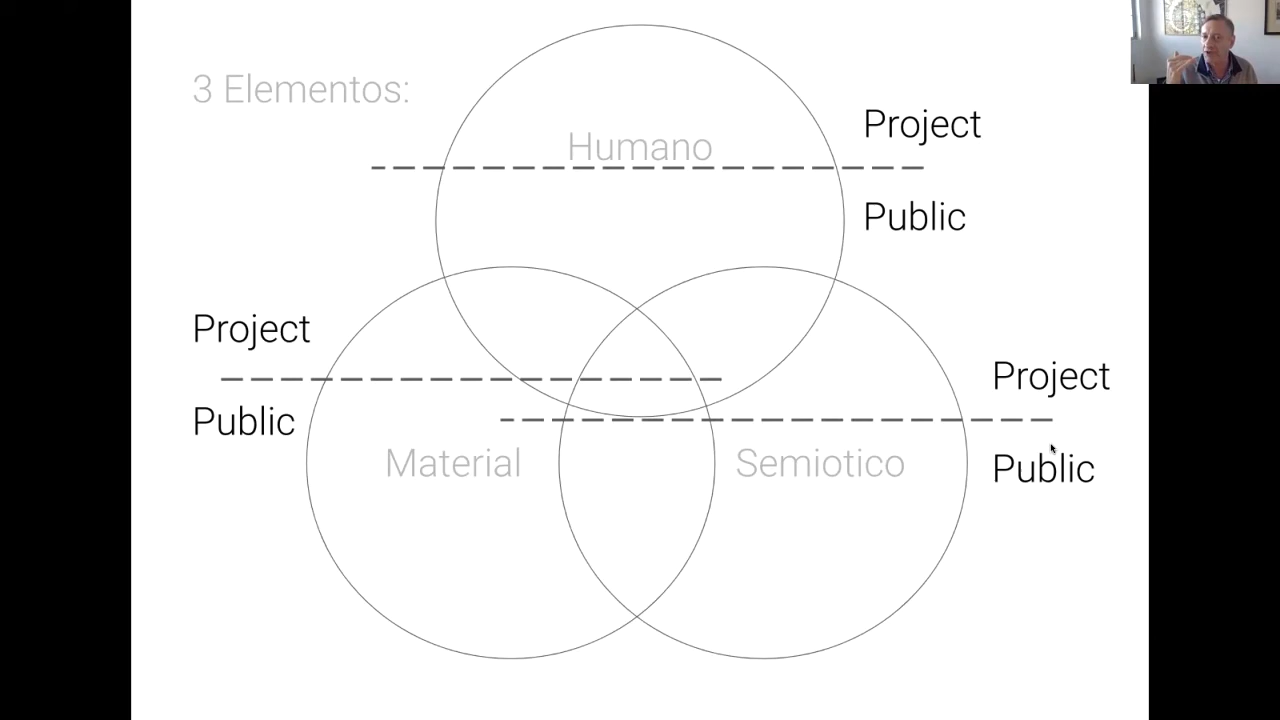 3 Elementos:
Humano
Project
Public
Project
Public
Material
Semiotico
Project
Public